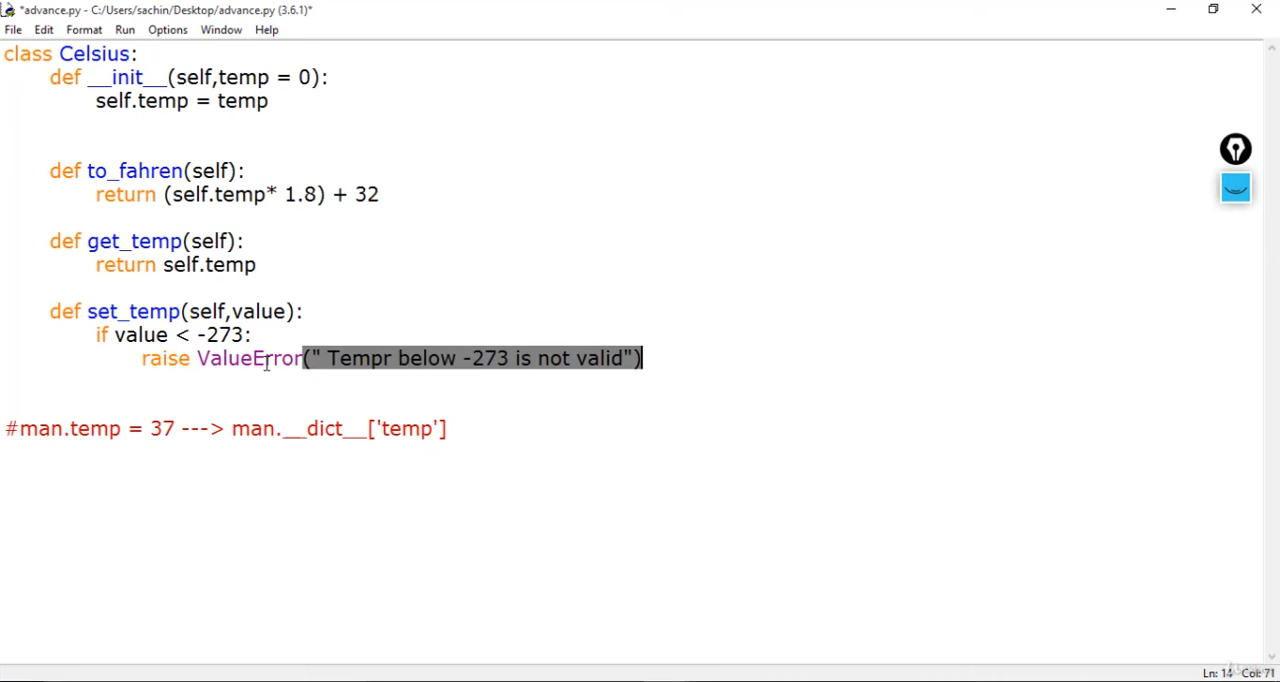 *advance.py - C:/Users/sachin/Desktop/advance.py (3.6.1)*
File Edit Format Run Options Window Help
class Celsius:
    def __init__(self,temp = 0):
        self.temp = temp
    def to_fahren(self):
        return (self.temp* 1.8) + 32
    def get_temp(self):
        return self.temp
    def set_temp(self,value):
        if value < -273:
            raise ValueError(" Tempr below -273 is not valid")
#man.temp = 37 ---> man.__dict__['temp']
Ln: 14 Col: 71